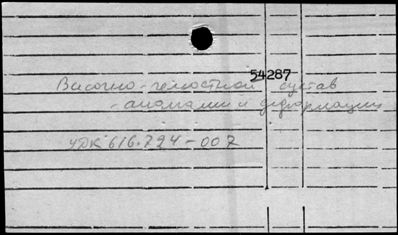 54287
Височно-челюстной сустав
- аномалии и деформации
УДК 616.724-007